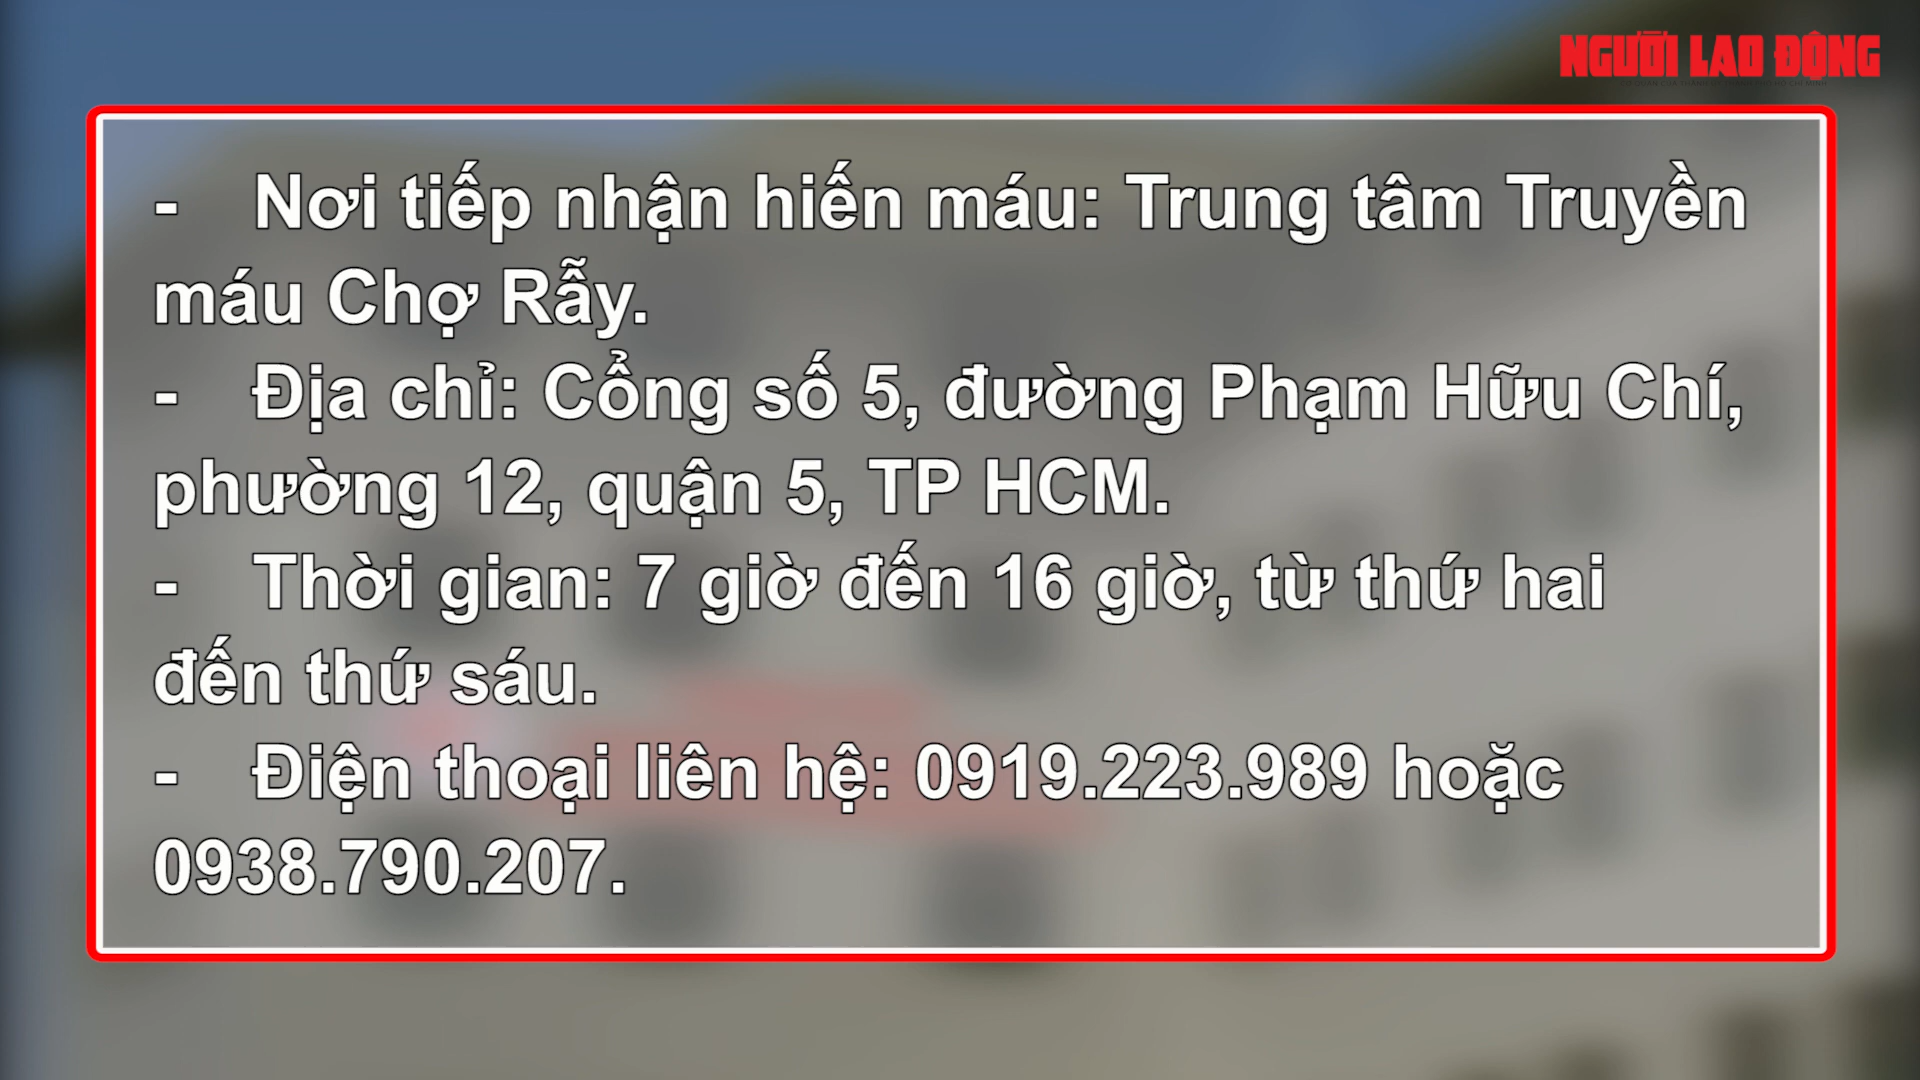 NGƯỜI LAO ĐỘNG
- Nơi tiếp nhận hiến máu: Trung tâm Truyền
máu Chợ Rẫy.
- Địa chỉ: Cổng số 5, đường Phạm Hữu Chí,
phường 12, quận 5, TP HCM.
- Thời gian: 7 giờ đến 16 giờ, từ thứ hai
đến thứ sáu.
- Điện thoại liên hệ: 0919.223.989 hoặc
0938.790.207.